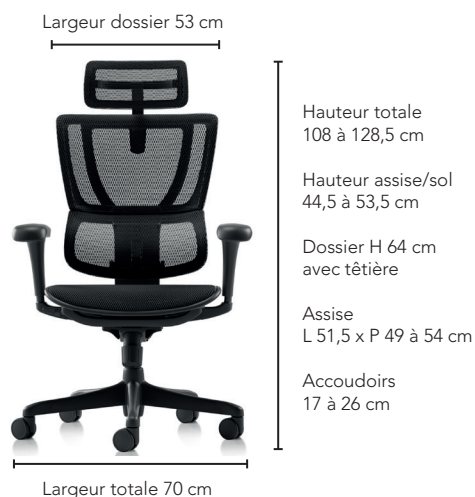 Largeur dossier 53 cm
Hauteur totale
108 à 128,5 cm
Hauteur assise/sol
44,5 à 53,5 cm
Dossier H 64 cm
avec têtière
Assise
L 51,5 x P 49 à 54 cm
Accoudoirs
17 à 26 cm
Largeur totale 70 cm